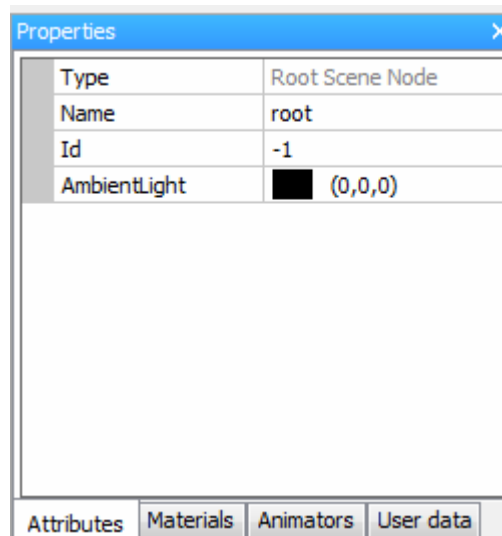 Properties
Type Root Scene Node
Name root
Id -1
AmbientLight (0,0,0)
Attributes Materials Animators User data